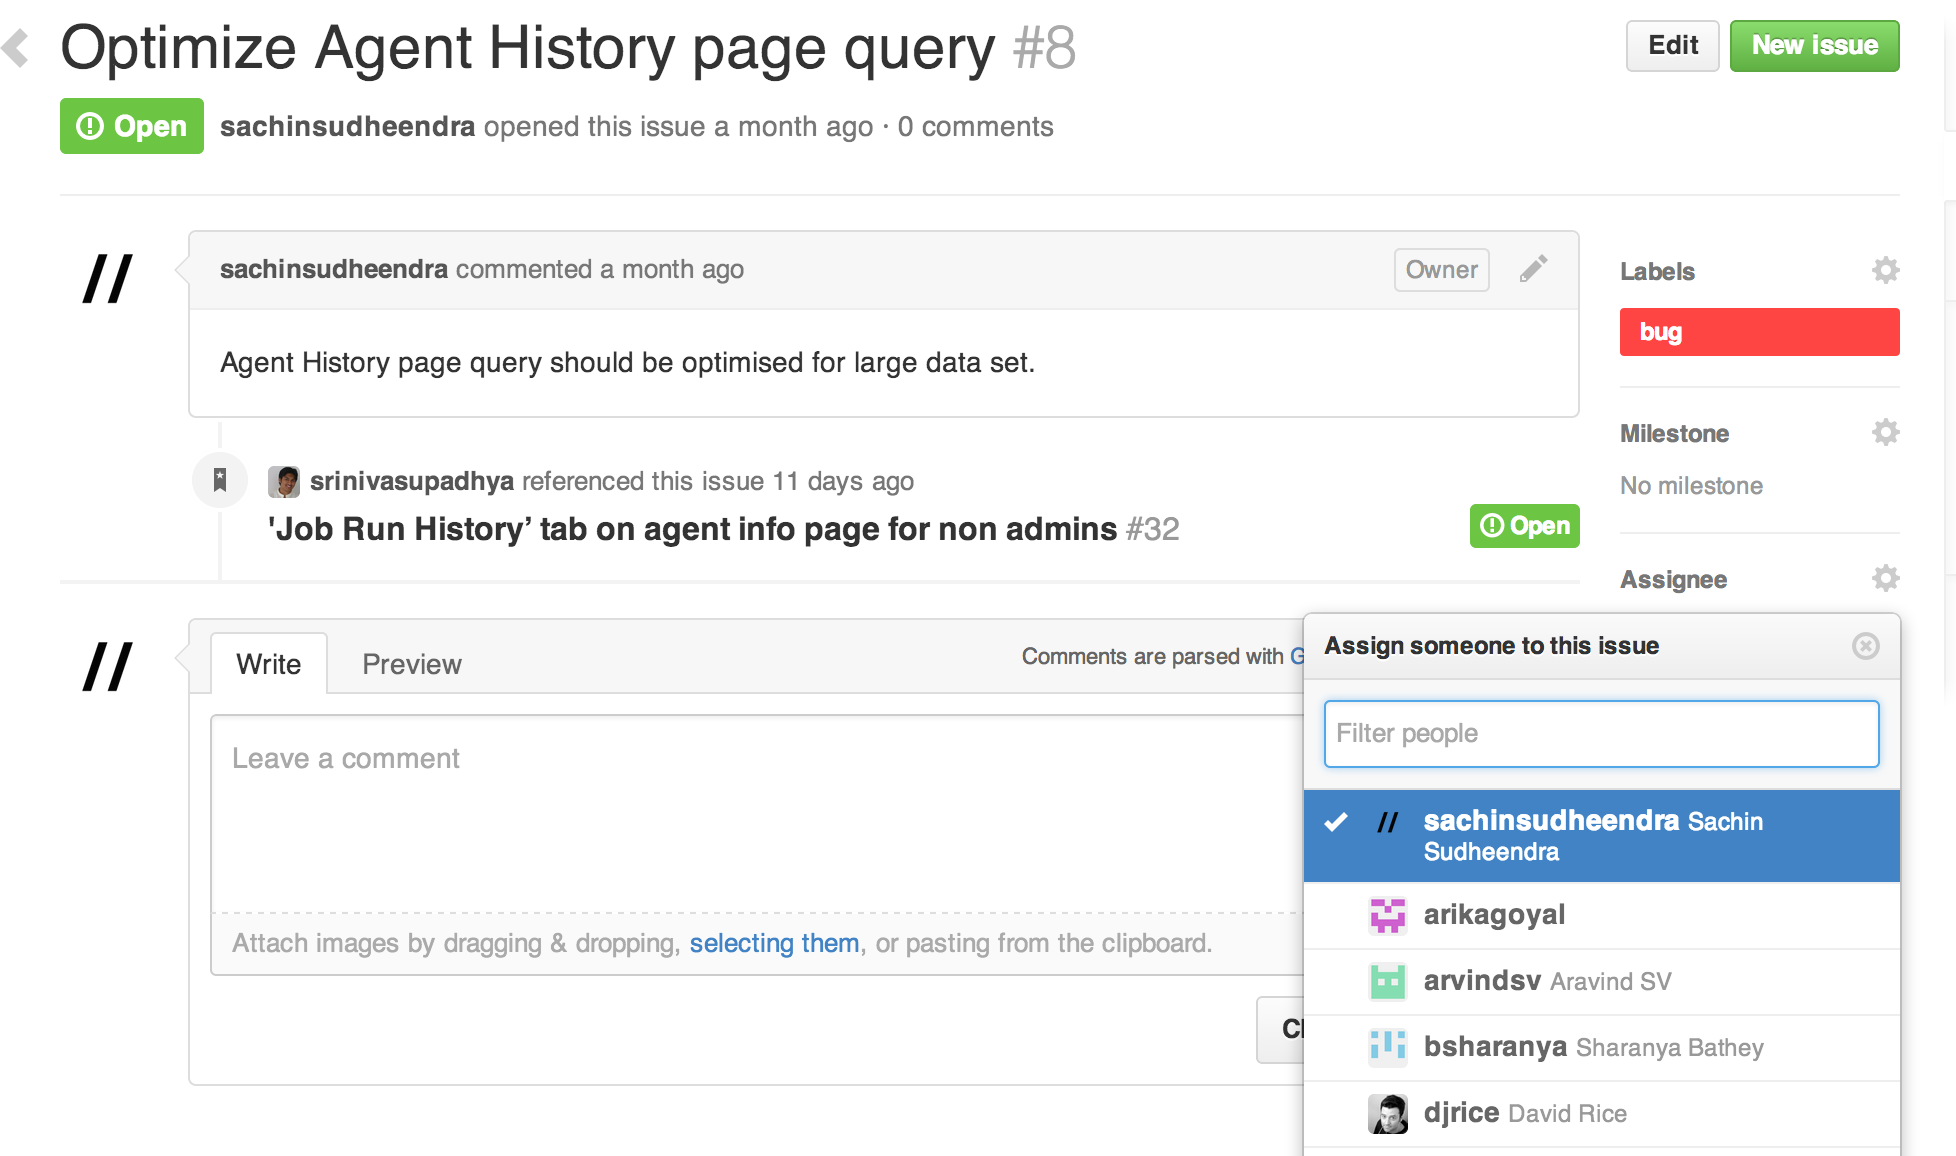 Optimize Agent History page query #8
Edit
New issue
Open
sachinsudheendra opened this issue a month ago · 0 comments
sachinsudheendra commented a month ago
Owner
Agent History page query should be optimised for large data set.
srinivasupadhya referenced this issue 11 days ago
'Job Run History’ tab on agent info page for non admins #32
Open
Labels
bug
Milestone
No milestone
Assignee
Write
Preview
Comments are parsed with G
Leave a comment
Attach images by dragging & dropping, selecting them, or pasting from the clipboard.
Assign someone to this issue
Filter people
sachinsudheendra Sachin
Sudheendra
arikagoyal
arvindsv Aravind SV
bsharanya Sharanya Bathey
djrice David Rice